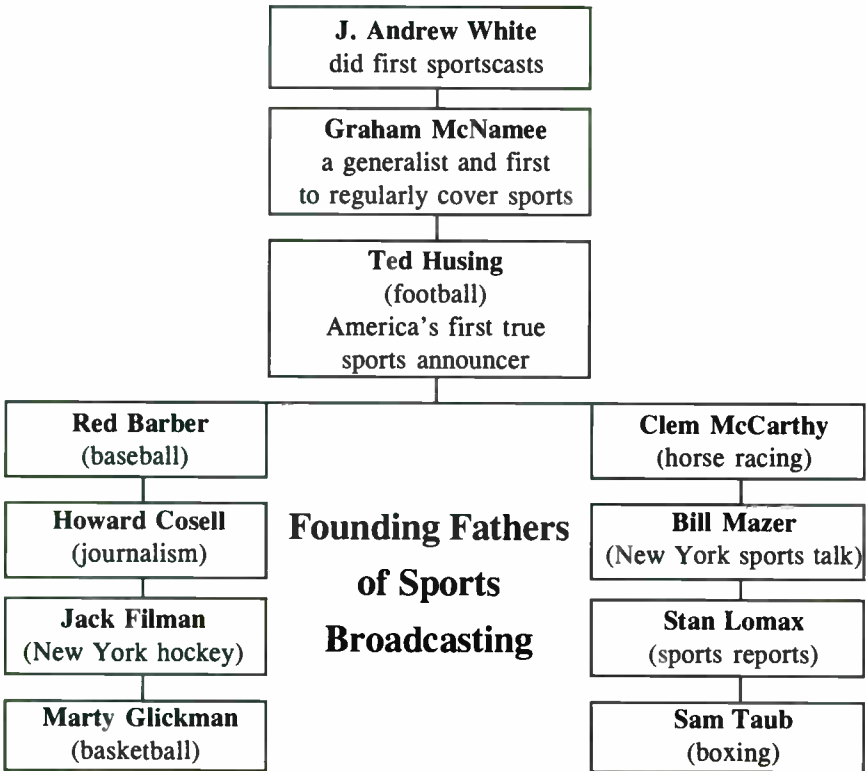 J. Andrew White
did first sportscasts
Graham McNamee
a generalist and first
to regularly cover sports
Ted Husing
(football)
America's first true
sports announcer
Red Barber
(baseball)
Howard Cosell
(journalism)
Jack Filman
(New York hockey)
Marty Glickman
(basketball)
Founding Fathers
of Sports
Broadcasting
Clem McCarthy
(horse racing)
Bill Mazer
(New York sports talk)
Stan Lomax
(sports reports)
Sam Taub
(boxing)